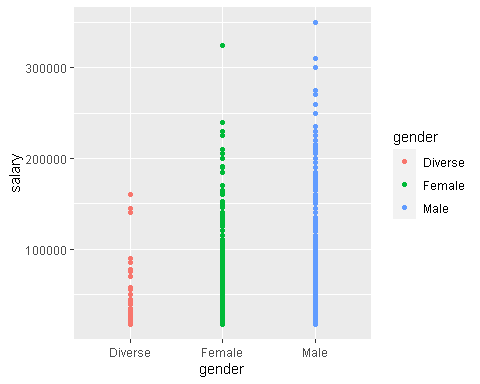 300000
200000
100000
salary
Diverse
Female
Male
gender
gender
Diverse
Female
Male